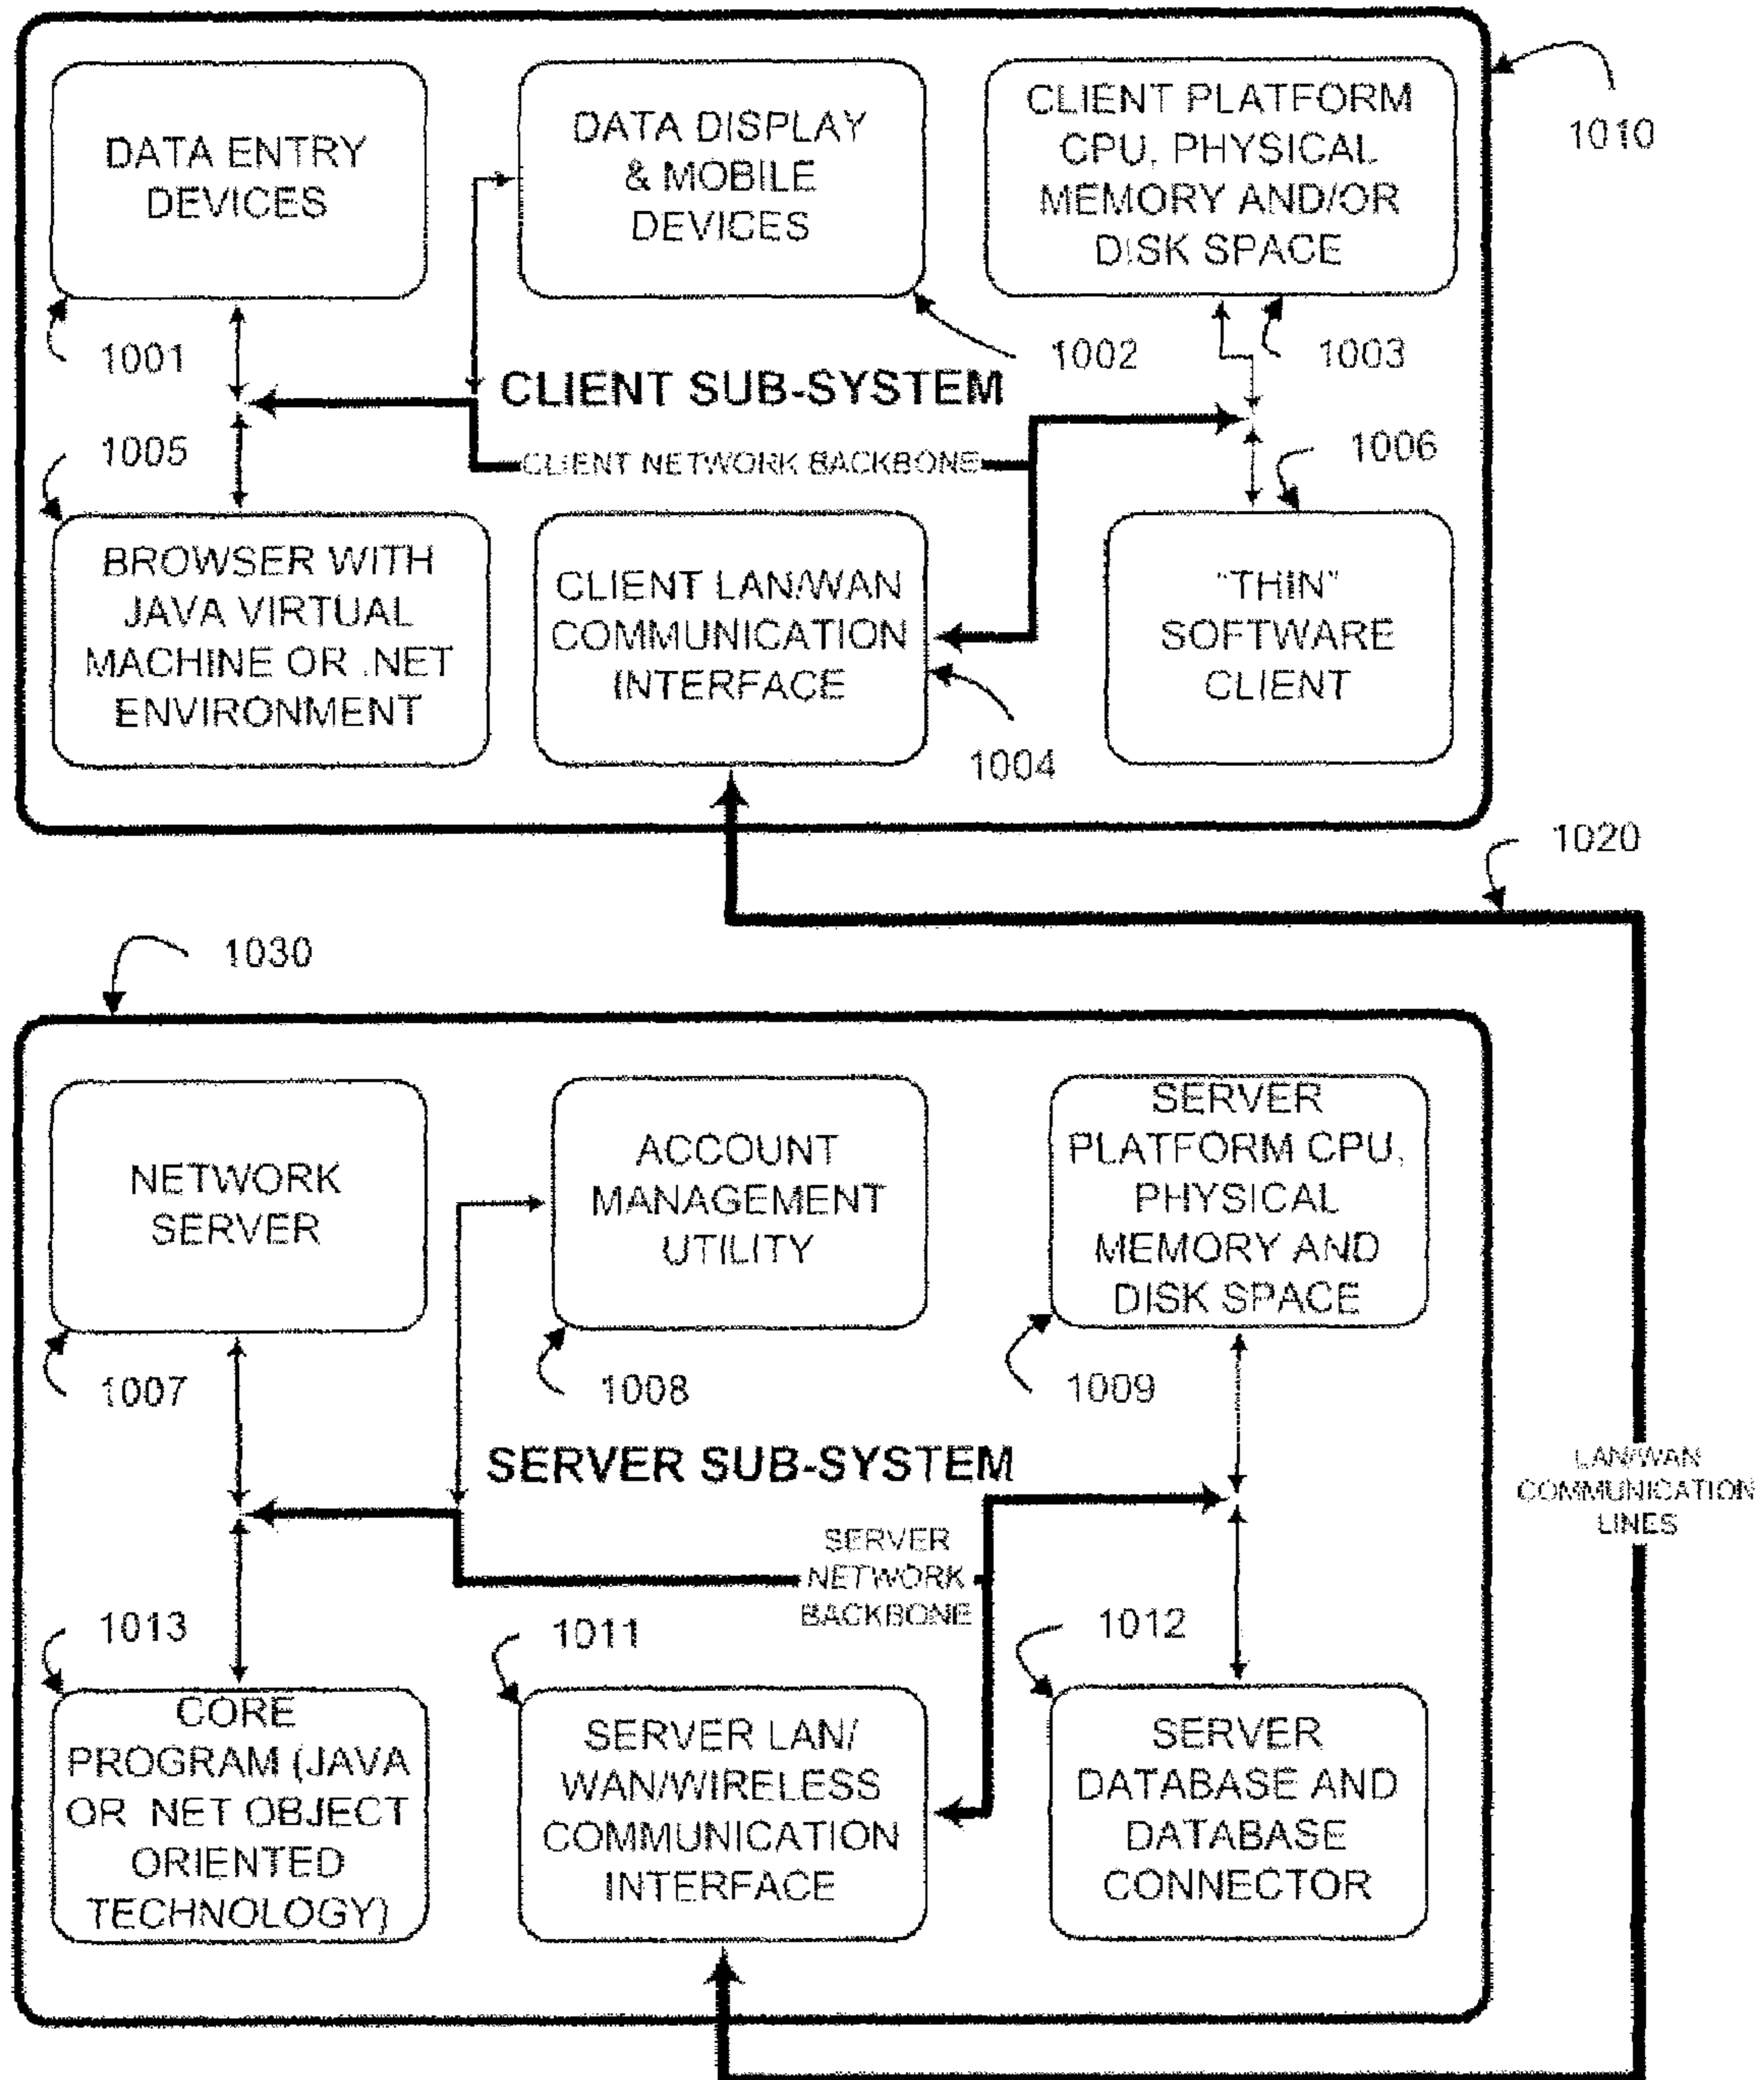 DATA ENTRY
DEVICES
DATA DISPLAY
& MOBILE
DEVICES
CLIENT PLATFORM
CPU, PHYSICAL
MEMORY AND/OR
DISK SPACE
1010
1001
1002
1003
CLIENT SUB-SYSTEM
CLIENT NETWORK BACKBONE
1005
1006
BROWSER WITH
JAVA VIRTUAL
MACHINE OR .NET
ENVIRONMENT
CLIENT LAN/WAN
COMMUNICATION
INTERFACE
"THIN"
SOFTWARE
CLIENT
1004
1020
1030
NETWORK
SERVER
ACCOUNT
MANAGEMENT
UTILITY
SERVER
PLATFORM CPU,
PHYSICAL
MEMORY AND
DISK SPACE
1007
1008
1009
SERVER SUB-SYSTEM
LAN/WAN
COMMUNICATION
LINES
SERVER
NETWORK
BACKBONE
1013
1011
1012
CORE
PROGRAM (JAVA
OR NET OBJECT
ORIENTED
TECHNOLOGY)
SERVER LAN/
WAN/WIRELESS
COMMUNICATION
INTERFACE
SERVER
DATABASE AND
DATABASE
CONNECTOR